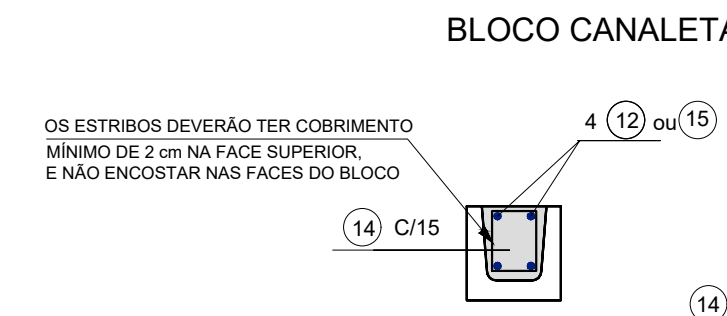 BLOCO CANALETA
OS ESTRIBOS DEVERÃO TER COBRIMENTO
MÍNIMO DE 2 cm NA FACE SUPERIOR,
E NÃO ENCOSTAR NAS FACES DO BLOCO
4 12 ou 15
14 C/15
14